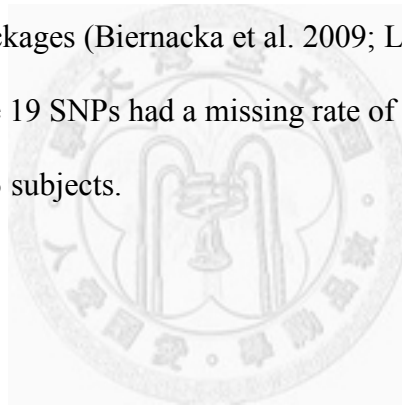 ckages (Biernacka et al. 2009; L
19 SNPs had a missing rate of
subjects.